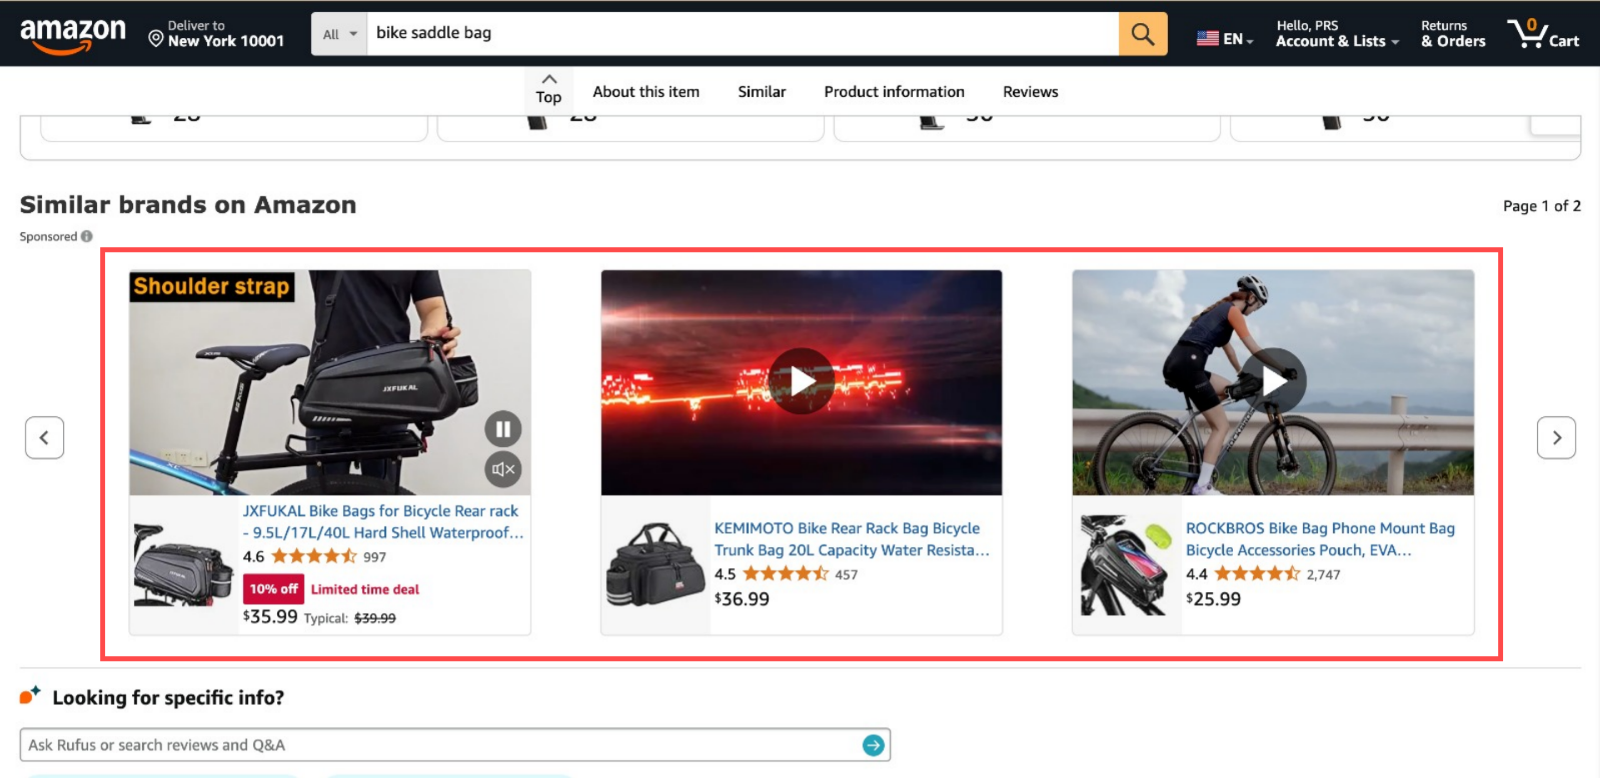 amazon
Deliver to
New York 10001
All
bike saddle bag
EN
Hello, PRS
Account & Lists
Returns
& Orders
0
Cart
Top
About this item
Similar
Product information
Reviews
Similar brands on Amazon
Page 1 of 2
Sponsored
Shoulder strap
JXFUKAL
JXFUKAL Bike Bags for Bicycle Rear rack
- 9.5L/17L/40L Hard Shell Waterproof...
4.6
997
10% off Limited time deal
$35.99 Typical: $39.99
KEMIMOTO Bike Rear Rack Bag Bicycle
Trunk Bag 20L Capacity Water Resista...
4.5
457
$36.99
ROCKBROS Bike Bag Phone Mount Bag
Bicycle Accessories Pouch, EVA...
4.4
2,747
$25.99
Looking for specific info?
Ask Rufus or search reviews and Q&A